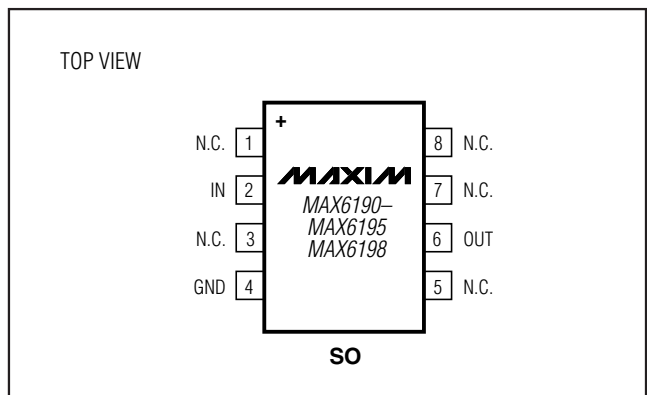 TOP VIEW
+
N.C. 1
8 N.C.
IN 2
7 N.C.
N.C. 3
6 OUT
GND 4
5 N.C.
MAXIM
MAX6190–
MAX6195
MAX6198
SO